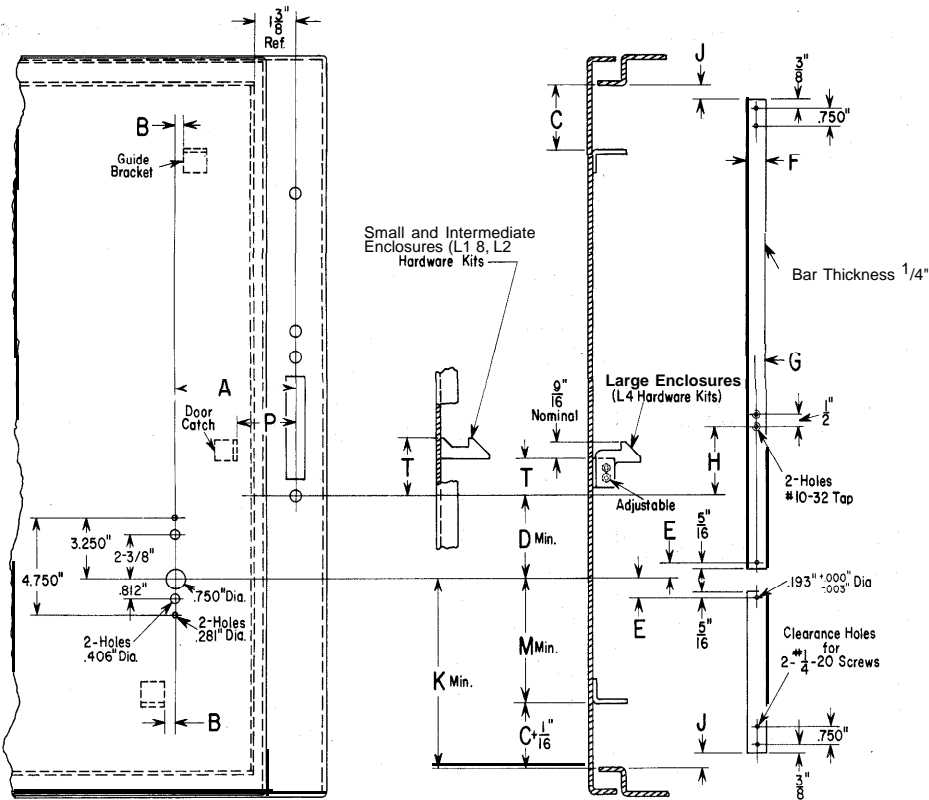 1 3/8"
Ref.
J
3/8"
.750"
B
C
Guide
Bracket
F
Small and Intermediate
Enclosures (L1 8, L2
Hardware Kits
Bar Thickness 1/4"
G
A
9/16"
Nominal
Large Enclosures
(L4 Hardware Kits)
1/2"
Door
Catch
P
T
T
H
2-Holes
#10-32 Tap
Adjustable
3.250"
2-3/8"
4.750"
.812"
D Min.
E
5/16"
.750"Dia.
.193" +.000" -.003" Dia
2-Holes
.281"Dia.
2-Holes
.406"Dia.
E
5/16"
Clearance Holes
for
2-#1/4-20 Screws
M Min.
K Min.
B
C+1/16"
J
.750"
3/8"